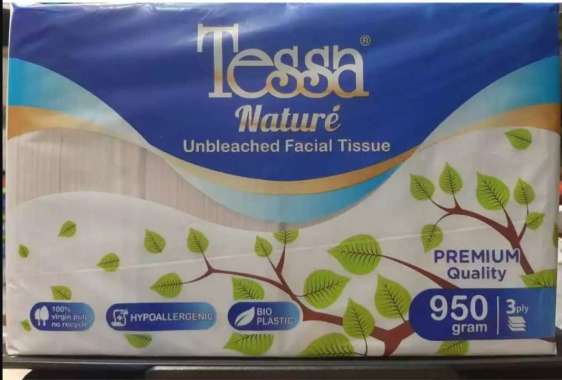 Tessa®
Naturé
Unbleached Facial Tissue
PREMIUM
Quality
100%
virgin pulp
no recycle
HYPOALLERGENIC
BIO
PLASTIC
950
gram
3ply